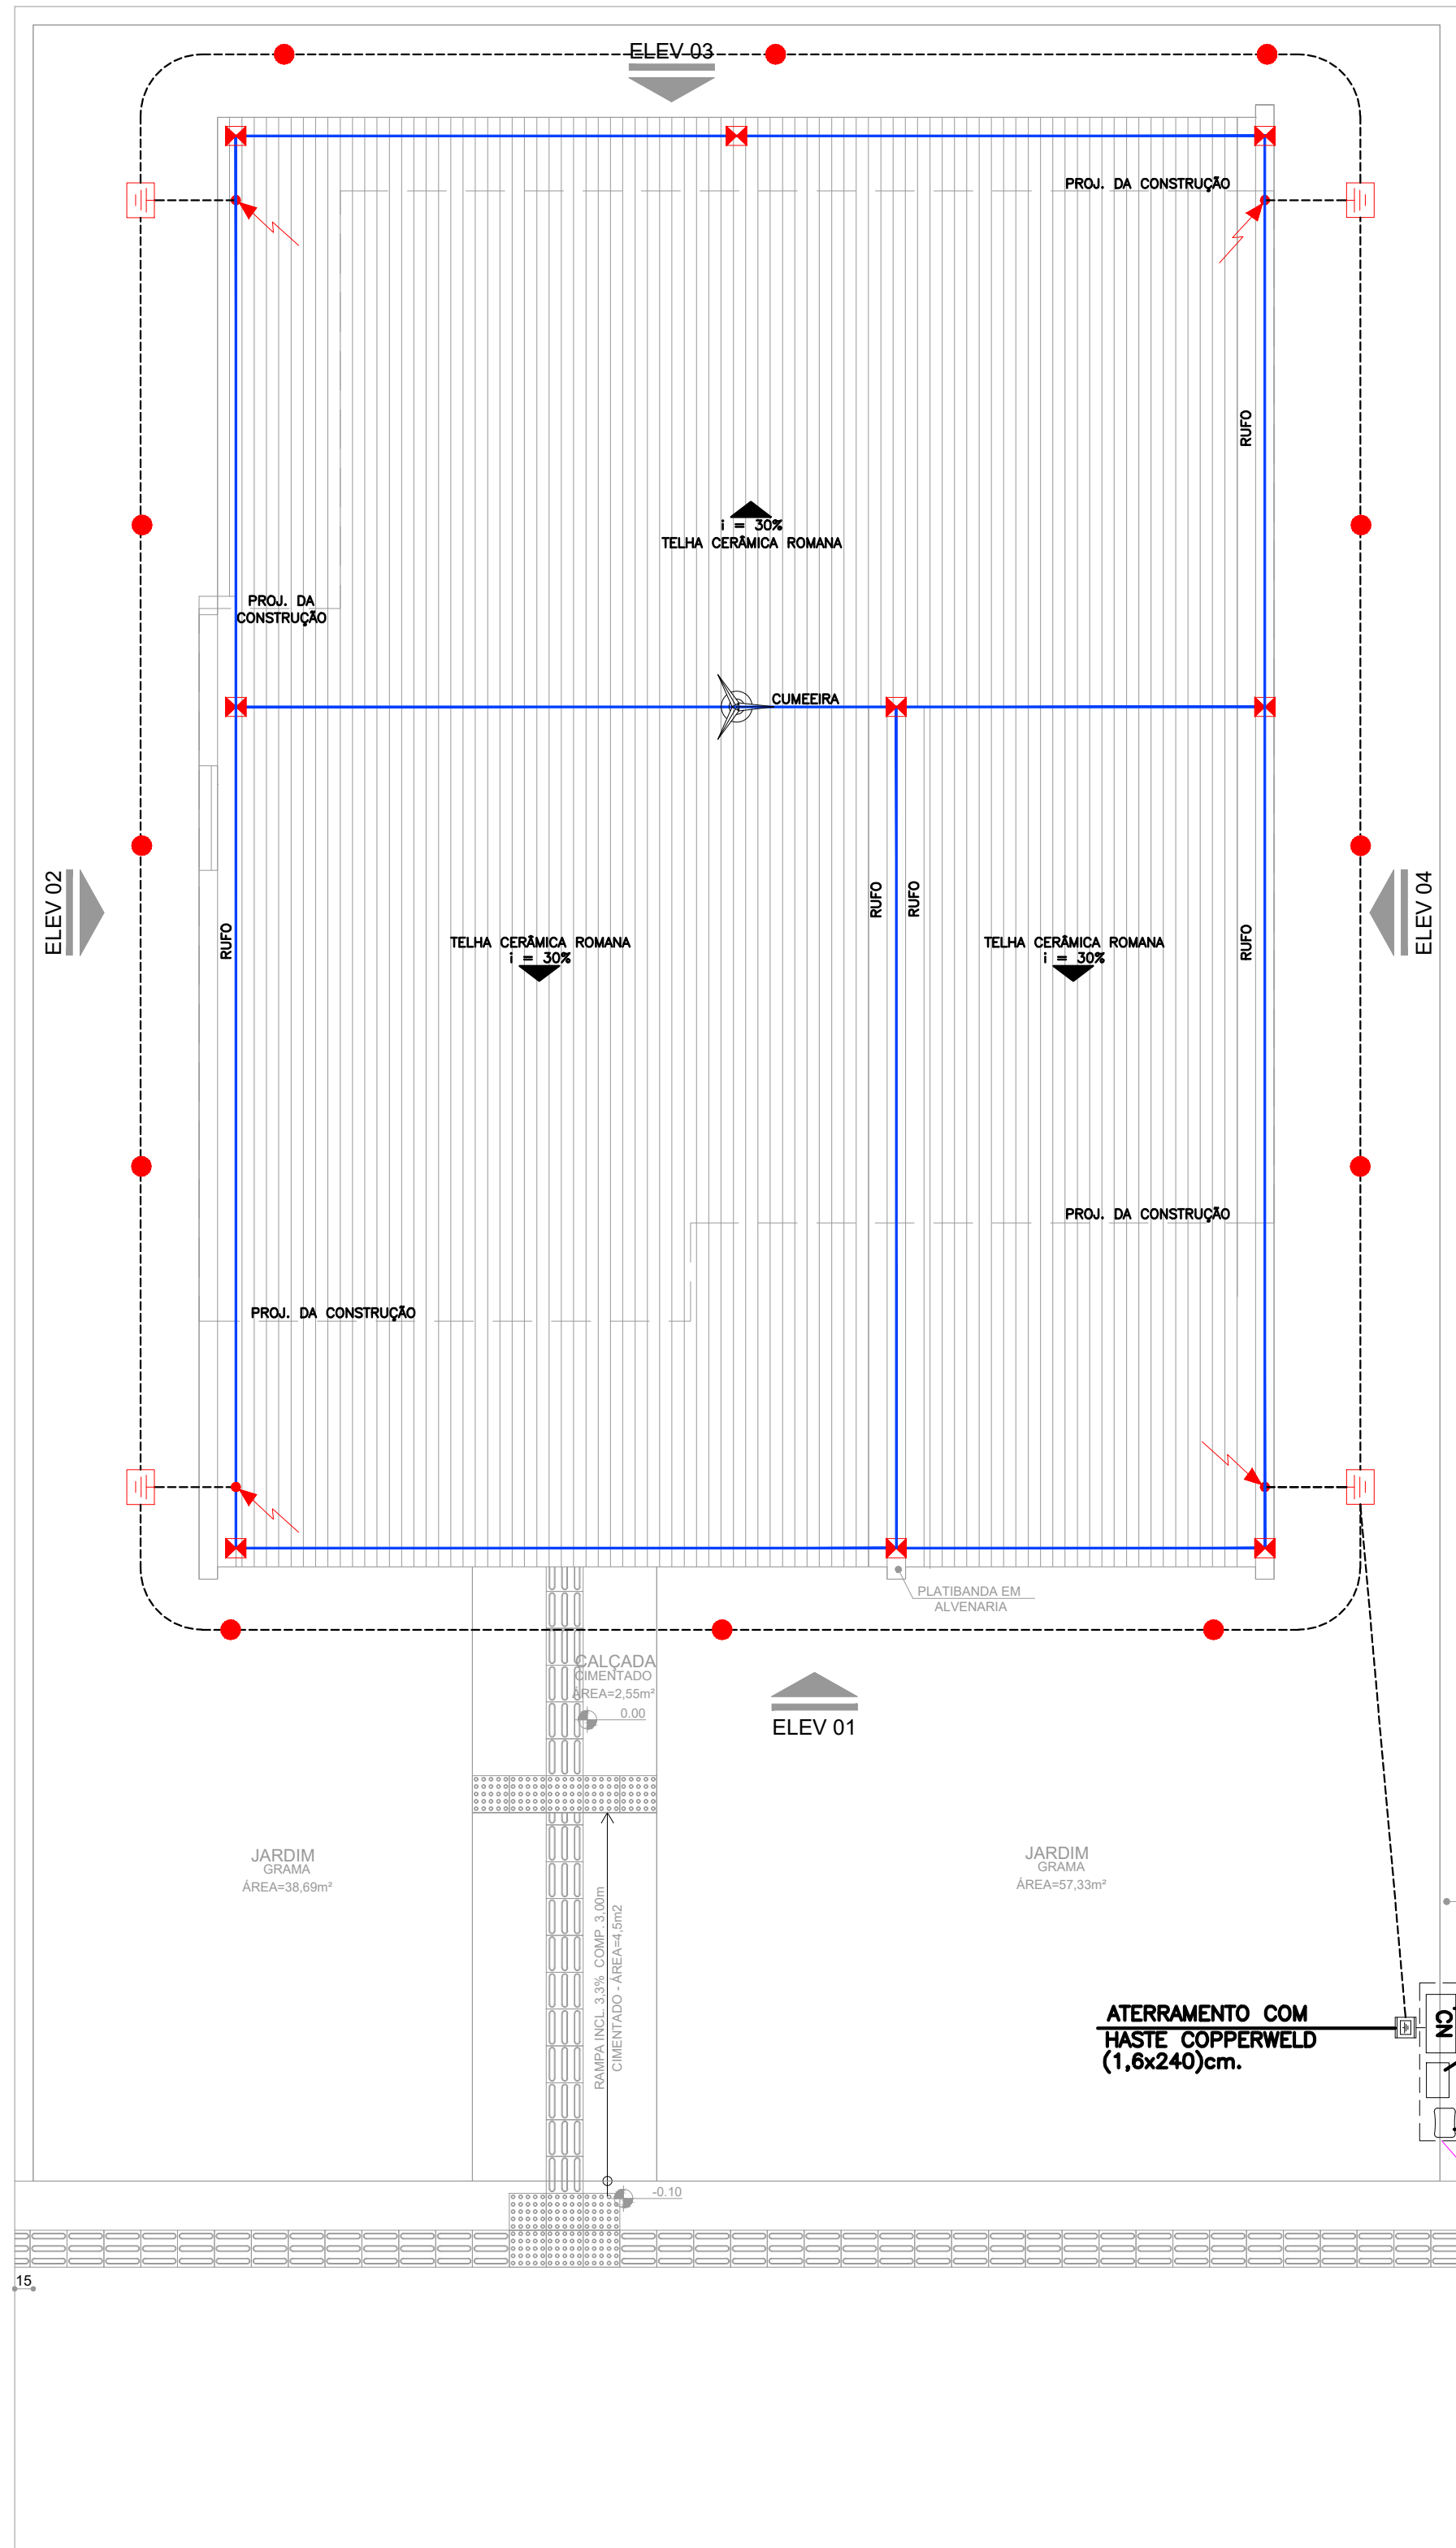 ELEV 03
PROJ. DA CONSTRUÇÃO
RUFO
i = 30%
TELHA CERÂMICA ROMANA
PROJ. DA
CONSTRUÇÃO
CUMEEIRA
ELEV 02
RUFO
TELHA CERÂMICA ROMANA
i = 30%
RUFO
RUFO
TELHA CERÂMICA ROMANA
i = 30%
RUFO
ELEV 04
PROJ. DA CONSTRUÇÃO
PROJ. DA CONSTRUÇÃO
PLATIBANDA EM
ALVENARIA
CALÇADA
CIMENTADO
ÁREA=2,55m²
0.00
ELEV 01
JARDIM
GRAMA
ÁREA=38,69m²
JARDIM
GRAMA
ÁREA=57,33m²
RAMPA INCL. 3,3% COMP. 3,00m
CIMENTADO - ÁREA=4,5m2
ATERRAMENTO COM
HASTE COPPERWELD
(1,6x240)cm.
CN
-0.10
15